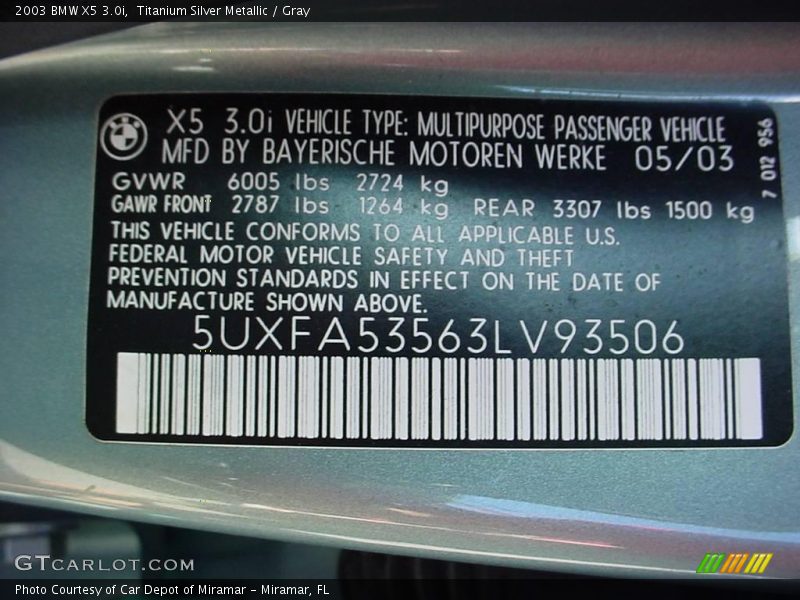 2003 BMW X5 3.0i,  Titanium Silver Metallic / Gray
X5 3.0i VEHICLE TYPE: MULTIPURPOSE PASSENGER VEHICLE
MFD BY BAYERISCHE MOTOREN WERKE 05/03
7 012 956
GVWR 6005 lbs 2724 kg
GAWR FRONT 2787 lbs 1264 kg REAR 3307 lbs 1500 kg
THIS VEHICLE CONFORMS TO ALL APPLICABLE U.S.
FEDERAL MOTOR VEHICLE SAFETY AND THEFT
PREVENTION STANDARDS IN EFFECT ON THE DATE OF
MANUFACTURE SHOWN ABOVE.
5UXFA53563LV93506
GTCARLOT.COM
Photo Courtesy of Car Depot of Miramar – Miramar, FL